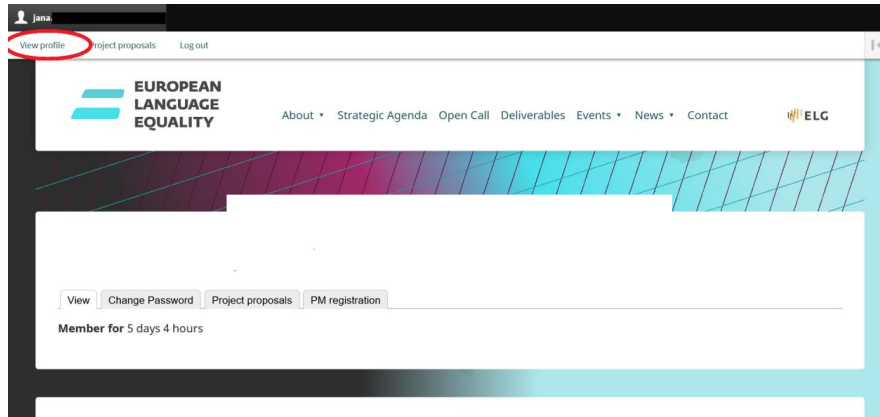 jana.
View profile Project proposals Log out
EUROPEAN
LANGUAGE
EQUALITY
About Strategic Agenda Open Call Deliverables Events News Contact
ELG
View Change Password Project proposals PM registration
Member for 5 days 4 hours